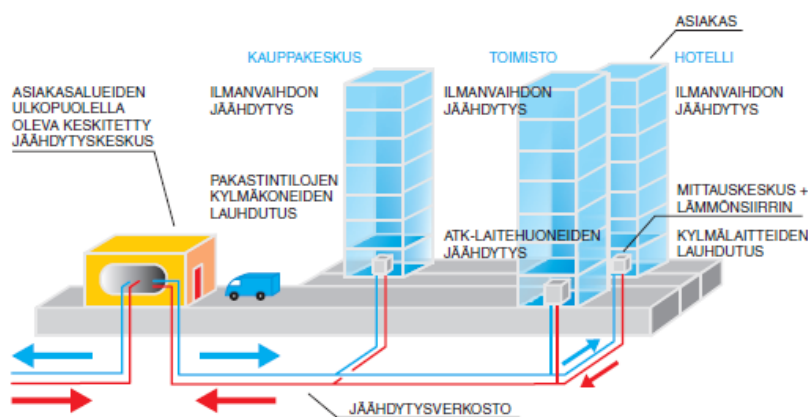 ASIAKAS
KAUPPAKESKUS
TOIMISTO
HOTELLI
ASIAKASALUEIDEN
ULKOPUOLELLA
OLEVA KESKITETTY
JÄÄHDYTYSKESKUS
ILMANVAIHDON
JÄÄHDYTYS
ILMANVAIHDON
JÄÄHDYTYS
ILMANVAIHDON
JÄÄHDYTYS
PAKASTINTILOJEN
KYLMÄKONEIDEN
LAUHDUTUS
MITTAUSKESKUS +
LÄMMÖNSIIRRIN
ATK-LAITEHUONEIDEN
JÄÄHDYTYS
KYLMÄLAITTEIDEN
LAUHDUTUS
JÄÄHDYTYSVERKOSTO